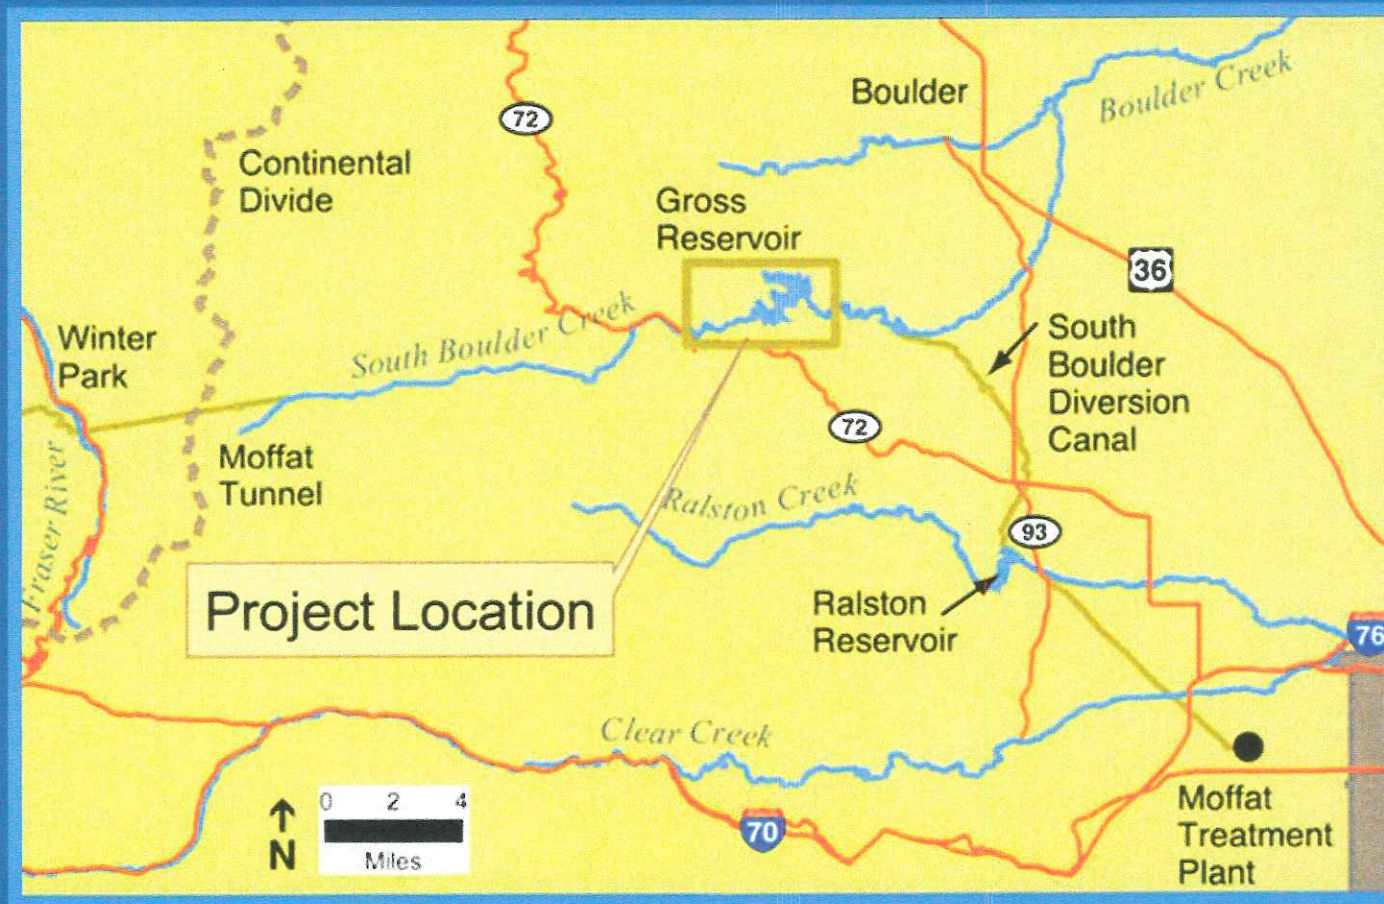 Boulder
Boulder Creek
72
Continental
Divide
Gross
Reservoir
36
South Boulder Creek
Winter
Park
South
Boulder
Diversion
Canal
72
Moffat
Tunnel
Fraser River
Ralston Creek
93
Project Location
Ralston
Reservoir
76
Clear Creek
0 2 4
Miles
N
70
Moffat
Treatment
Plant